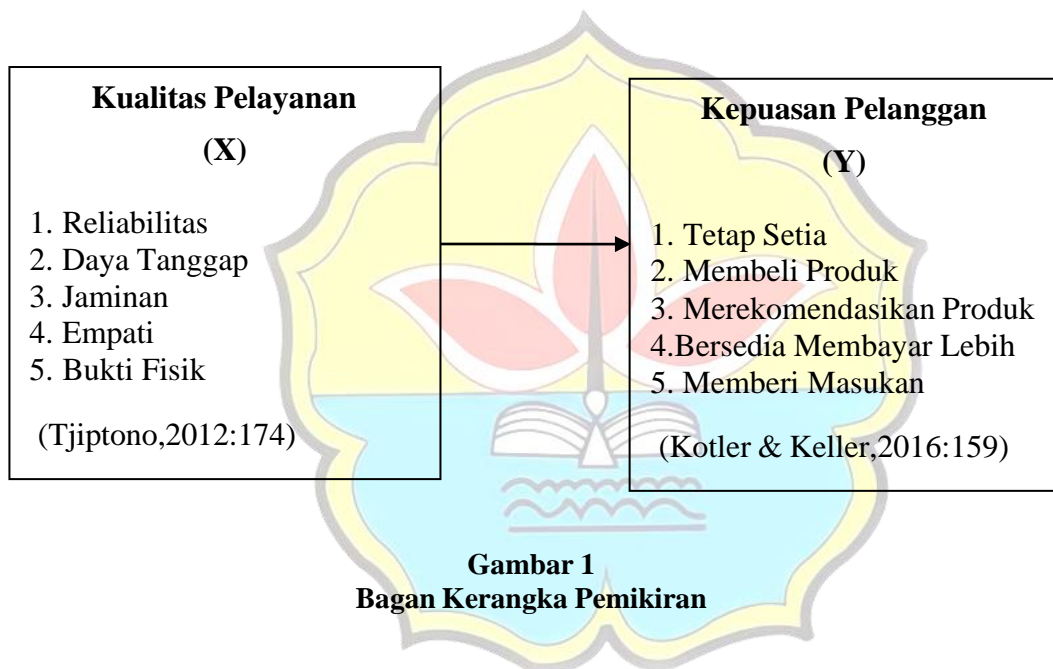 Kualitas Pelayanan
(X)
1. Reliabilitas
2. Daya Tanggap
3. Jaminan
4. Empati
5. Bukti Fisik
(Tjiptono,2012:174)
Kepuasan Pelanggan
(Y)
1. Tetap Setia
2. Membeli Produk
3. Merekomendasikan Produk
4.Bersedia Membayar Lebih
5. Memberi Masukan
(Kotler & Keller,2016:159)
Gambar 1
Bagan Kerangka Pemikiran